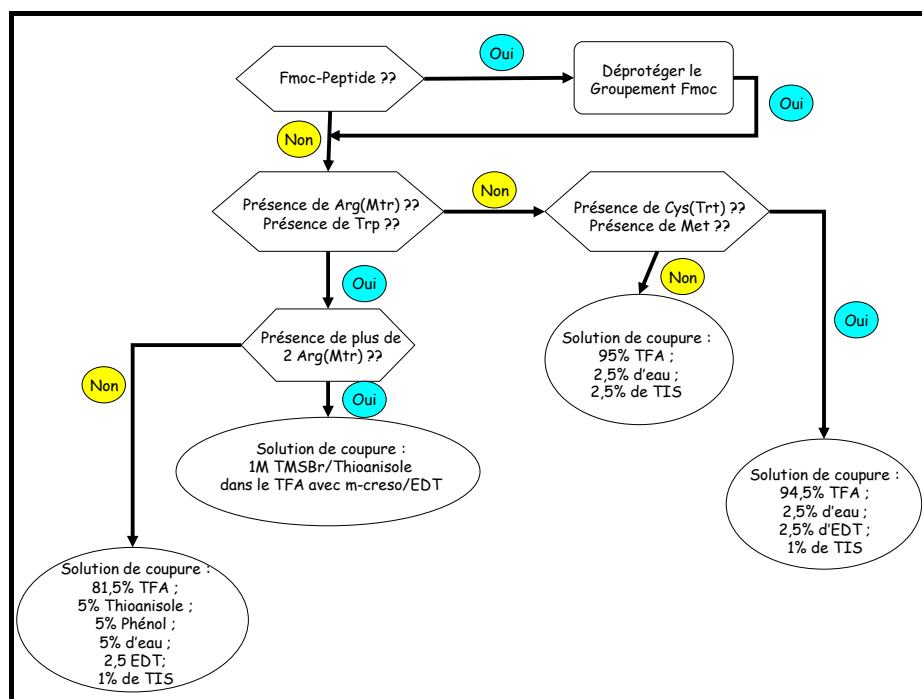 Oui
Fmoc-Peptide ??
Déprotéger le
Groupement Fmoc
Oui
Non
Présence de Arg(Mtr) ??
Présence de Trp ??
Non
Présence de Cys(Trt) ??
Présence de Met ??
Oui
Non
Présence de plus de
2 Arg(Mtr) ??
Solution de coupure :
95% TFA ;
2,5% d'eau ;
2,5% de TIS
Oui
Non
Oui
Solution de coupure :
1M TMSBr/Thioanisole
dans le TFA avec m-creso/EDT
Solution de coupure :
94,5% TFA ;
2,5% d'eau ;
2,5% d'EDT ;
1% de TIS
Solution de coupure :
81,5% TFA ;
5% Thioanisole ;
5% Phénol ;
5% d'eau ;
2,5 EDT;
1% de TIS